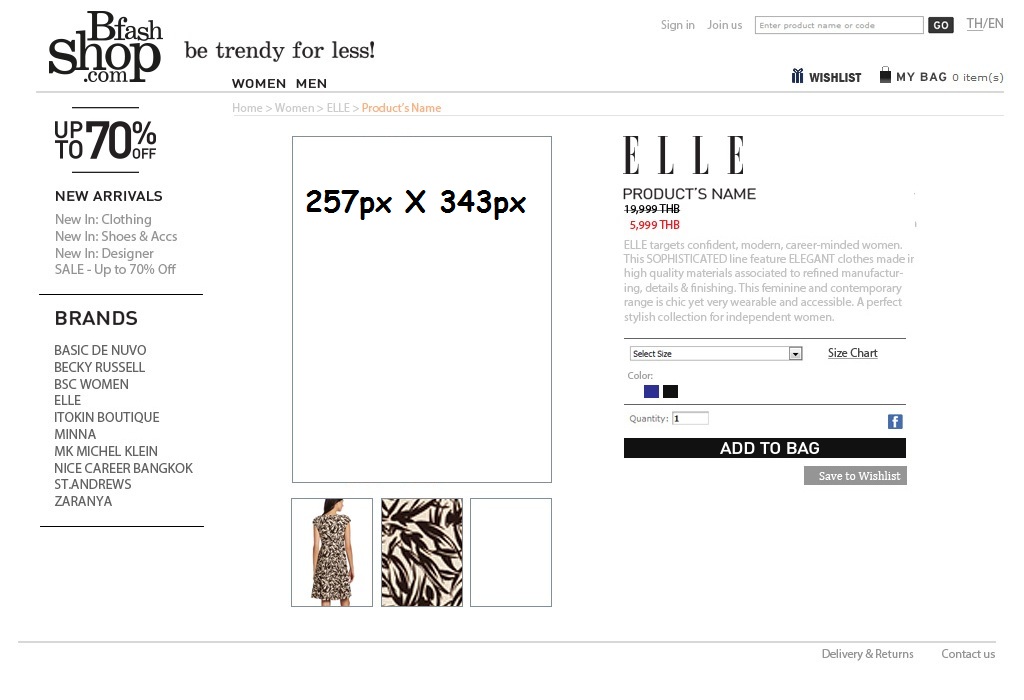 Bfash
shop
.com
be trendy for less!
Sign in Join us Enter product name or code GO TH/EN
WOMEN MEN
WISHLIST MY BAG 0 item(s)
Home > Women > ELLE > Product's Name
UP TO 70% OFF
NEW ARRIVALS
New In: Clothing
New In: Shoes & Accs
New In: Designer
SALE - Up to 70% Off
BRANDS
BASIC DE NUVO
BECKY RUSSELL
BSC WOMEN
ELLE
ITOKIN BOUTIQUE
MINNA
MK MICHEL KLEIN
NICE CAREER BANGKOK
ST.ANDREWS
ZARANYA
257px X 343px
ELLE
PRODUCT'S NAME
19,999 THB
5,999 THB
ELLE targets confident, modern, career-minded women.
This SOPHISTICATED line feature ELEGANT clothes made in
high quality materials associated to refined manufactur-
ing, details & finishing. This feminine and contemporary
range is chic yet very wearable and accessible. A perfect
stylish collection for independent women.
Select Size Size Chart
Color:
Quantity: 1
f
ADD TO BAG
Save to Wishlist
Delivery & Returns Contact us